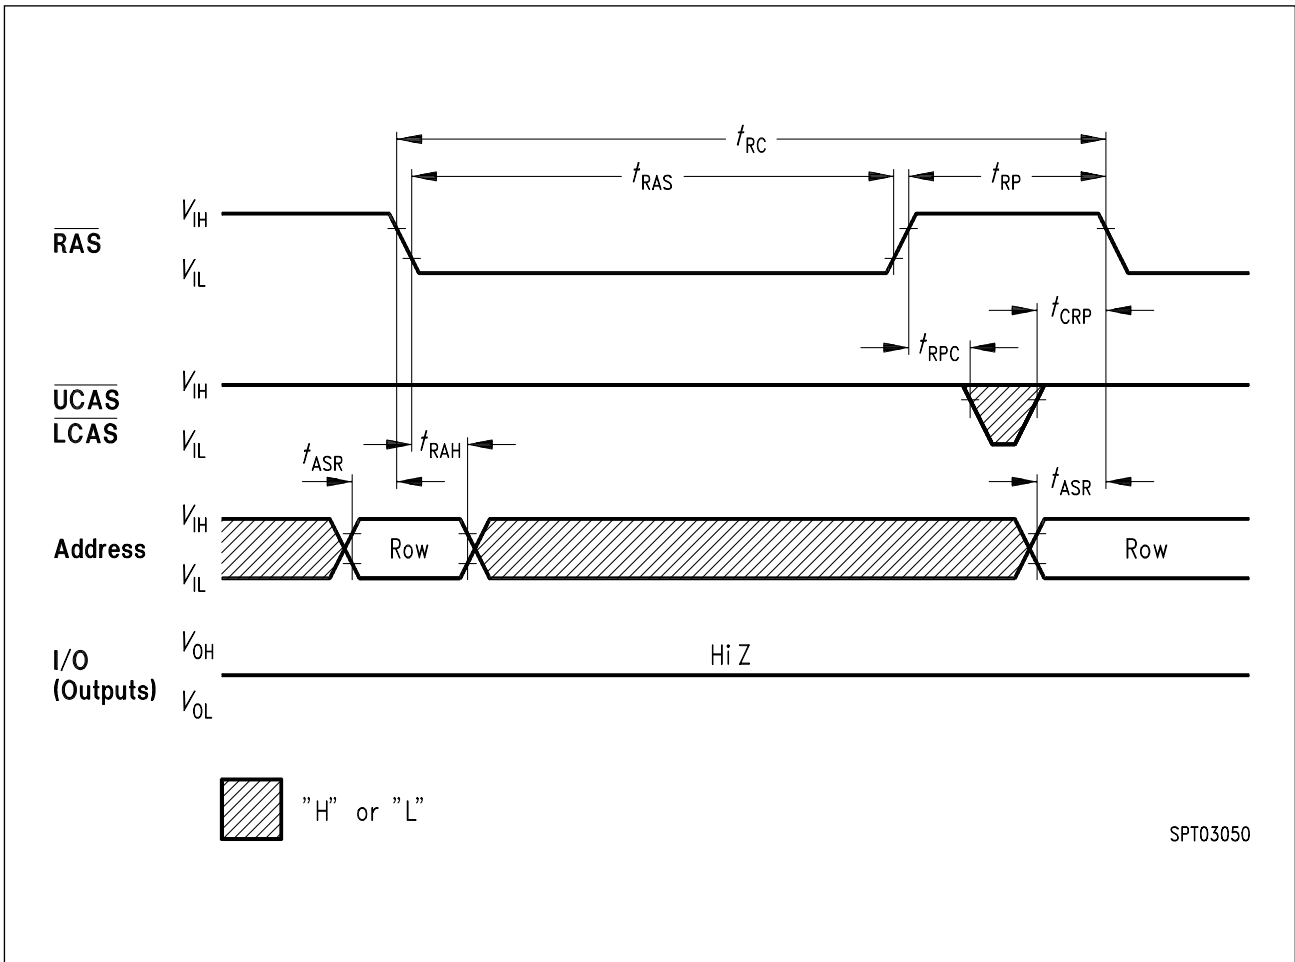 tRC
tRAS
tRP
RAS
VIH
VIL
tCRP
tRPC
UCAS
LCAS
VIH
VIL
tRAH
tASR
tASR
Address
VIH
VIL
Row
Row
I/O
(Outputs)
VOH
VOL
Hi Z
"H" or "L"
SPT03050